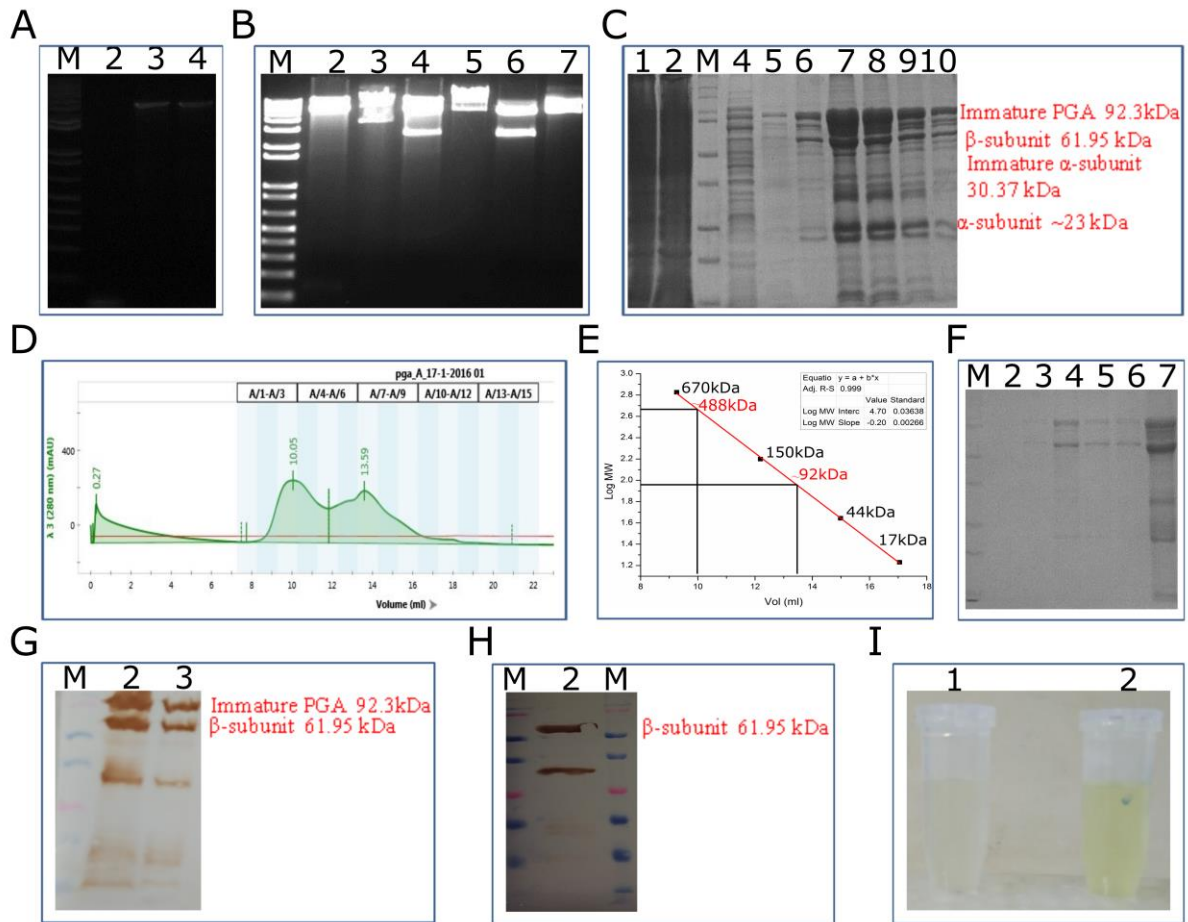 A
M 2 3 4
B
M 2 3 4 5 6 7
C
1 2 M 4 5 6 7 8 9 10
Immature PGA 92.3kDa
β-subunit 61.95 kDa
Immature α-subunit
30.37 kDa
α-subunit ~23 kDa
D
pga_A_17-1-2016 01
A/1-A/3 A/4-A/6 A/7-A/9 A/10-A/12 A/13-A/15
λ 3 (280 nm) (mAU)
400
0
0.27
10.05
13.59
0 2 4 6 8 10 12 14 16 18 20 22
Volume (ml)
E
Equatio y = a + b*x
Adj. R-S 0.999
Value Standard
Log MW Interc 4.70 0.03638
Log MW Slope -0.20 0.00266
Log MW
3.0
2.8
2.6
2.4
2.2
2.0
1.8
1.6
1.4
1.2
670kDa
~488kDa
150kDa
~92kDa
44kDa
17kDa
8 10 12 14 16 18
Vol (ml)
F
M 2 3 4 5 6 7
G
M 2 3
Immature PGA 92.3kDa
β-subunit 61.95 kDa
H
M 2 M
β-subunit 61.95 kDa
I
1 2